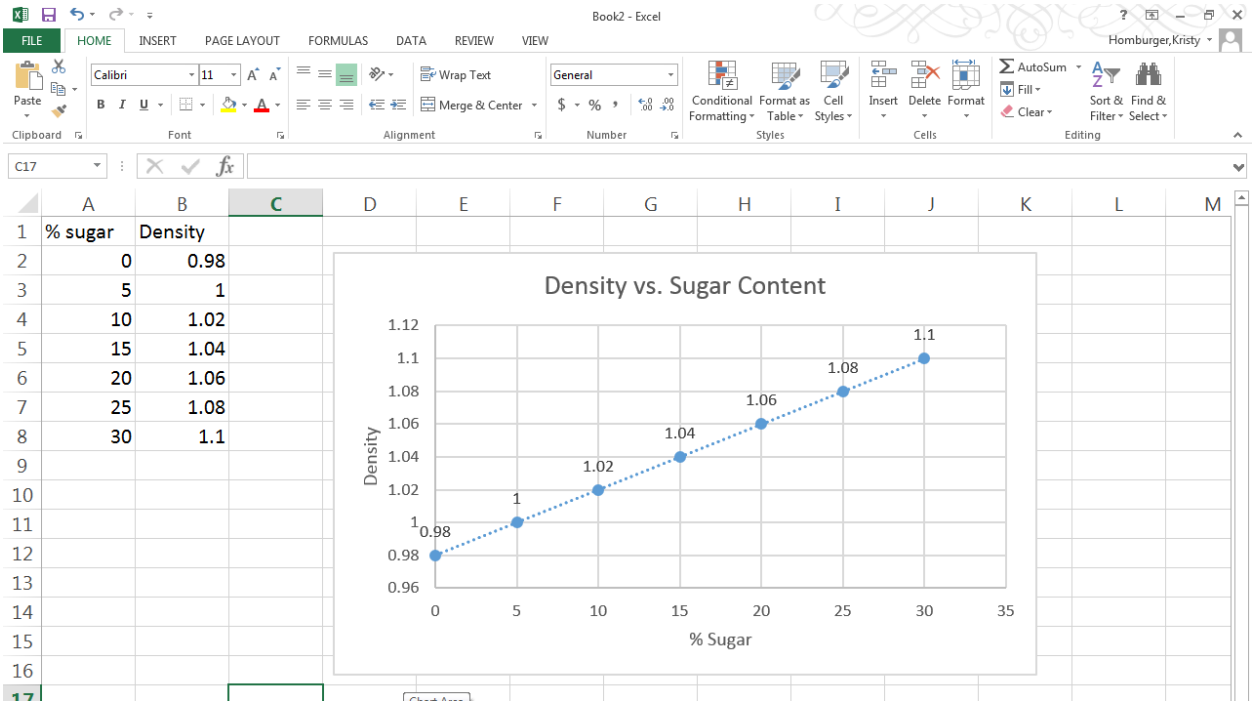 Book2 - Excel
?
FILE HOME INSERT PAGE LAYOUT FORMULAS DATA REVIEW VIEW
Homburger,Kristy
Paste
Calibri 11 A A
B I U A
Wrap Text
Merge & Center
General
$ % , .0 .00 .00 .0
Conditional Format as Cell
Formatting Table Styles
Insert Delete Format
AutoSum
Fill
Clear
A Z
Sort & Find &
Filter Select
Clipboard Font Alignment Number Styles Cells Editing
C17 fx
A B C D E F G H I J K L M
1 % sugar Density
2 0 0.98
3 5 1
4 10 1.02
5 15 1.04
6 20 1.06
7 25 1.08
8 30 1.1
9
10
11
12
13
14
15
16
17
Density vs. Sugar Content
1.12
1.1
1.08
1.06
1.04
1.02
1
0.98
0.96
Density
0.98
1
1.02
1.04
1.06
1.08
1.1
0 5 10 15 20 25 30 35
% Sugar
Chart Area